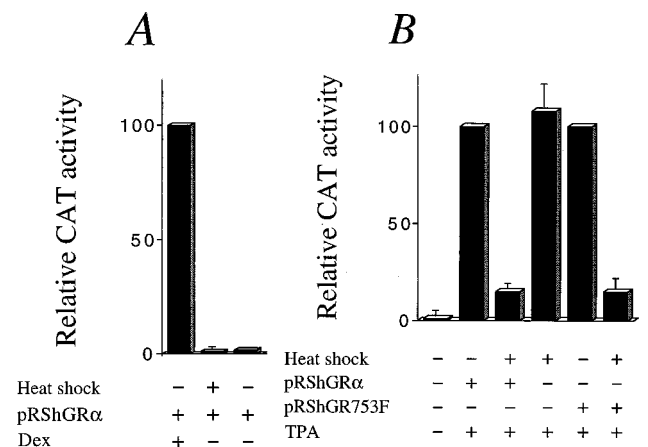 A
Relative CAT activity
100
50
0
Heat shock − + −
pRShGRα + + +
Dex + − −
B
Relative CAT activity
100
50
0
Heat shock − − + + − +
pRShGRα − + + − − −
pRShGR753F − − − − + +
TPA − + + + + +